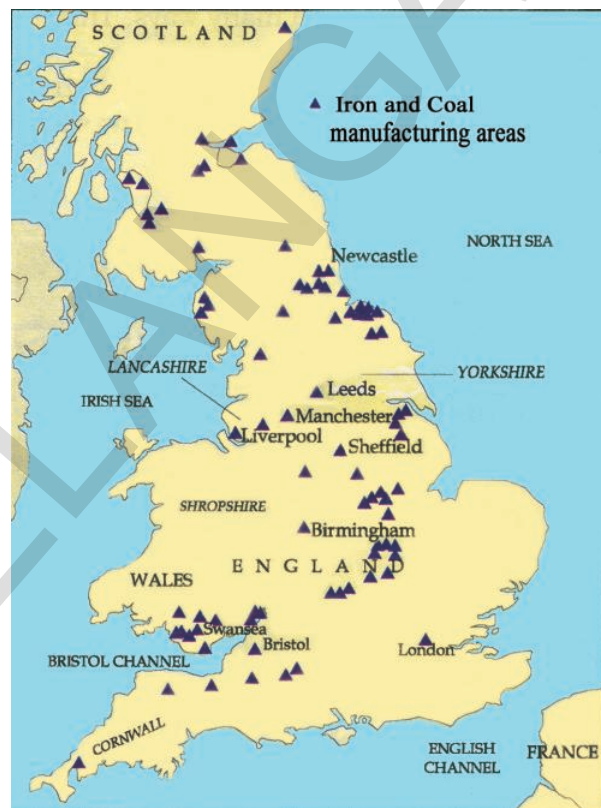 SCOTLAND
Iron and Coal
manufacturing areas
Newcastle
NORTH SEA
LANCASHIRE
YORKSHIRE
IRISH SEA
Leeds
Manchester
Liverpool
Sheffield
SHROPSHIRE
Birmingham
ENGLAND
WALES
Swansea
Bristol
London
BRISTOL CHANNEL
CORNWALL
ENGLISH
CHANNEL
FRANCE